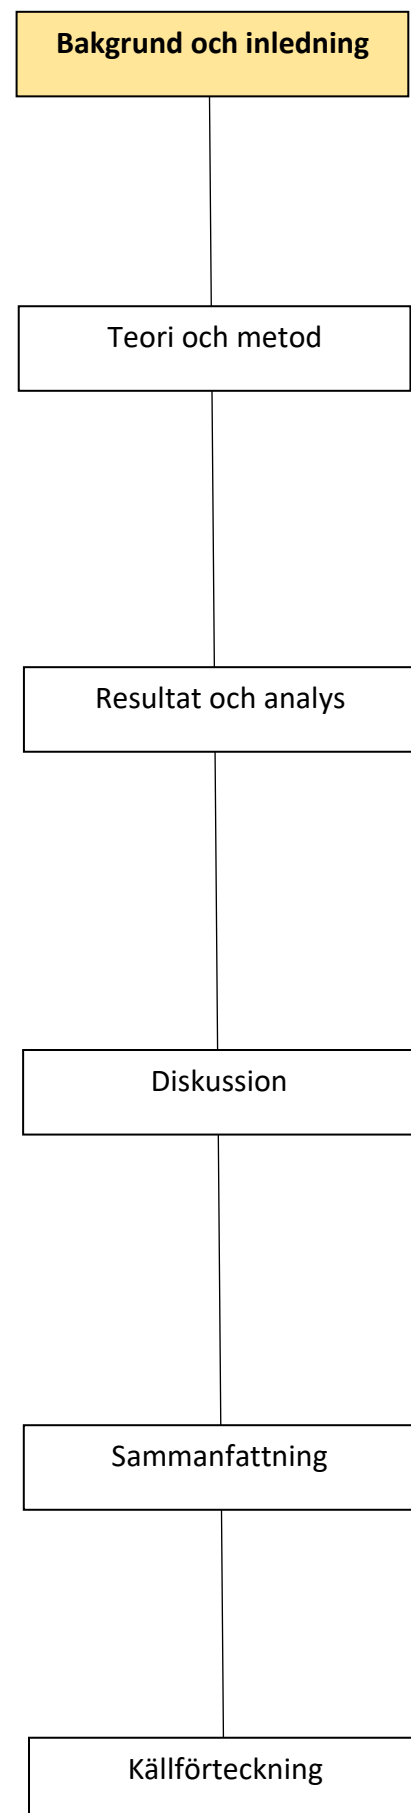 Bakgrund och inledning
Teori och metod
Resultat och analys
Diskussion
Sammanfattning
Källförteckning